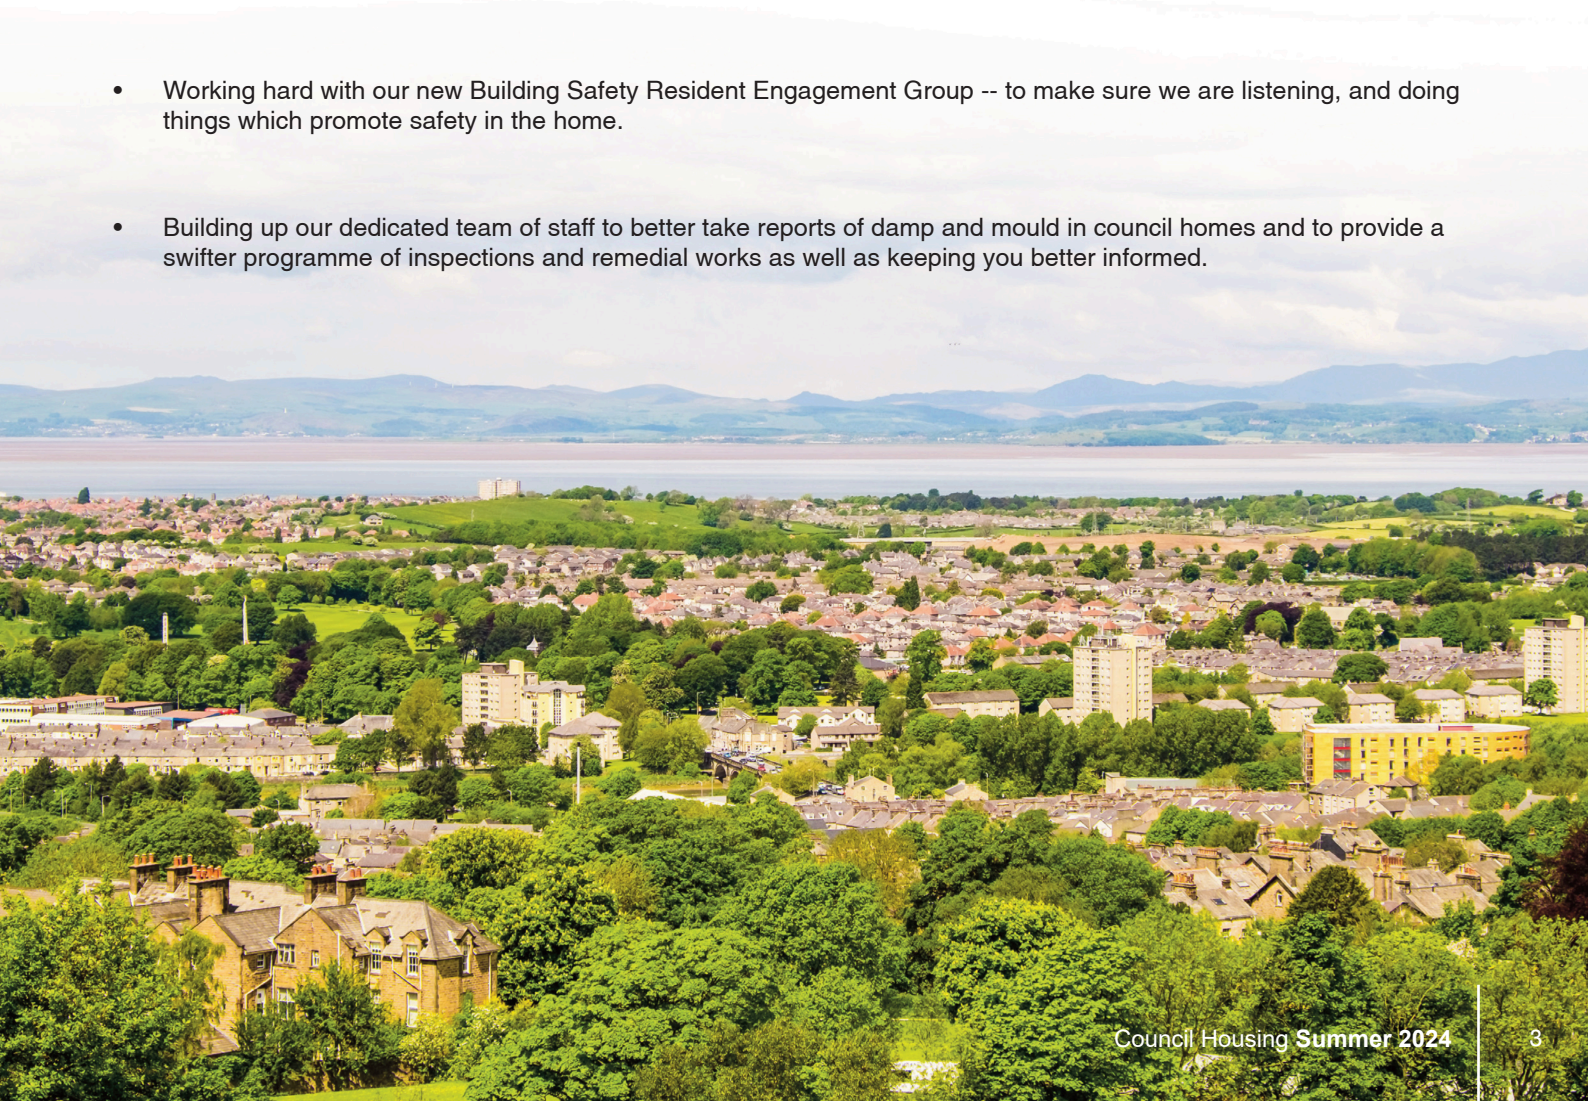 • Working hard with our new Building Safety Resident Engagement Group -- to make sure we are listening, and doing
things which promote safety in the home.
• Building up our dedicated team of staff to better take reports of damp and mould in council homes and to provide a
swifter programme of inspections and remedial works as well as keeping you better informed.
Council Housing Summer 2024
3